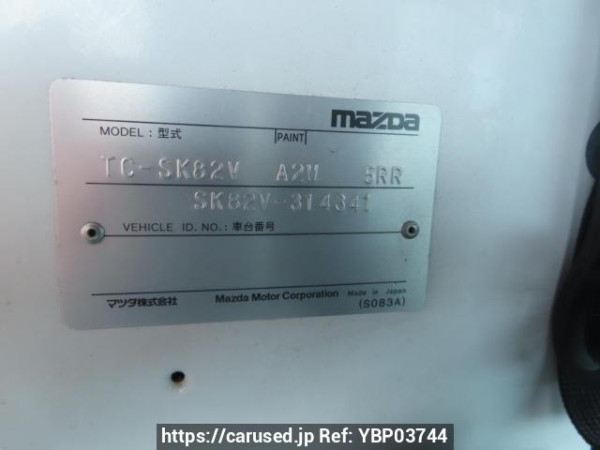 mazda
MODEL : 型式 PAINT
TC-SK82V A2W 5RR
SK82V-314341
VEHICLE ID. NO. : 車台番号
マツダ株式会社 Mazda Motor Corporation Made in Japan
(S083A)
https://carused.jp Ref: YBP03744